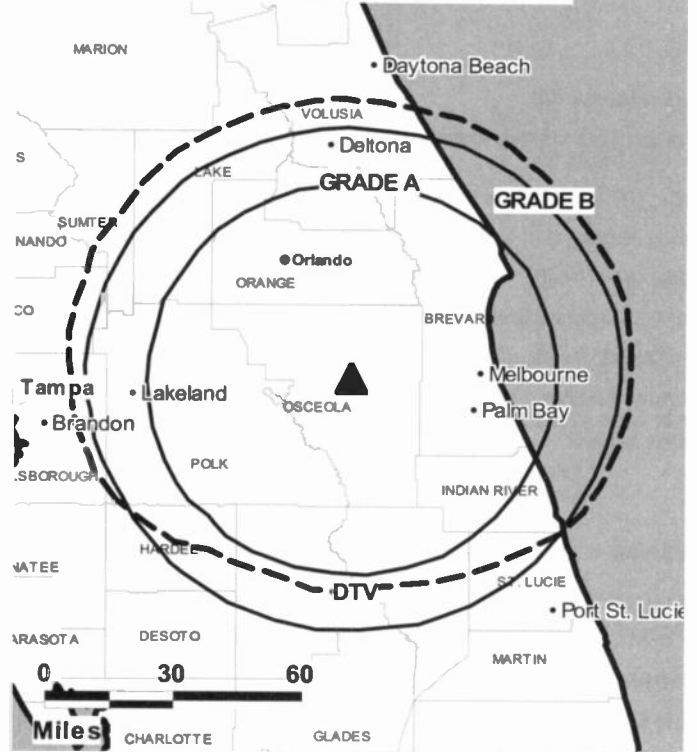 MARION
Daytona Beach
VOLUSIA
Deltona
S
LAKE
GRADE A
GRADE B
SUMTER
NANDO
Orlando
ORANGE
CO
BREVARD
Tampa
Lakeland
Melbourne
OSCEOLA
Palm Bay
Brandon
POLK
.SBOROUGH
INDIAN RIVER
HARDEE
NATEE
DTV
ST. LUCIE
Port St. Lucie
ARASOTA
DESOTO
MARTIN
0 30 60
Miles
CHARLOTTE
GLADES